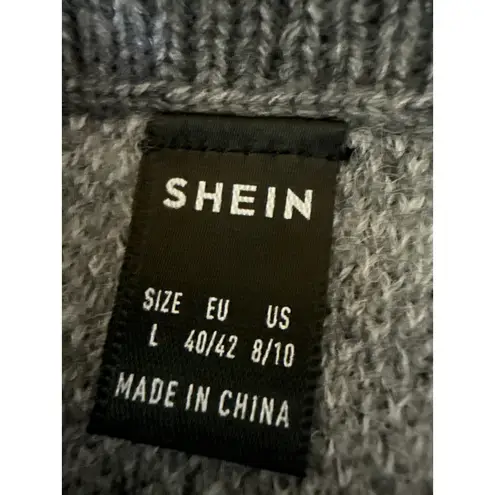 SHEIN
SIZE EU US
L 40/42 8/10
MADE IN CHINA